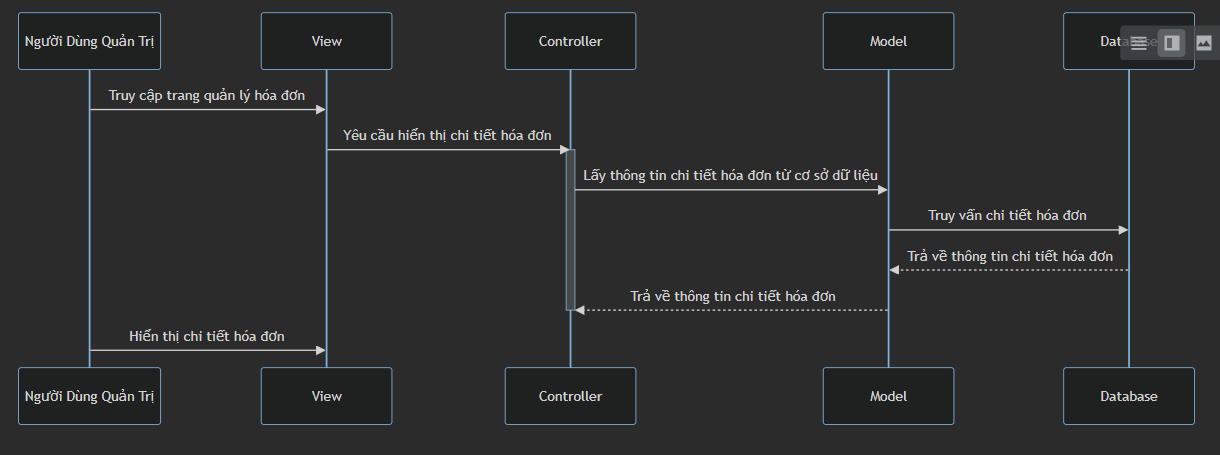 Người Dùng Quản Trị
View
Controller
Model
Database
Truy cập trang quản lý hóa đơn
Yêu cầu hiển thị chi tiết hóa đơn
Lấy thông tin chi tiết hóa đơn từ cơ sở dữ liệu
Truy vấn chi tiết hóa đơn
Trả về thông tin chi tiết hóa đơn
Trả về thông tin chi tiết hóa đơn
Hiển thị chi tiết hóa đơn
Người Dùng Quản Trị
View
Controller
Model
Database